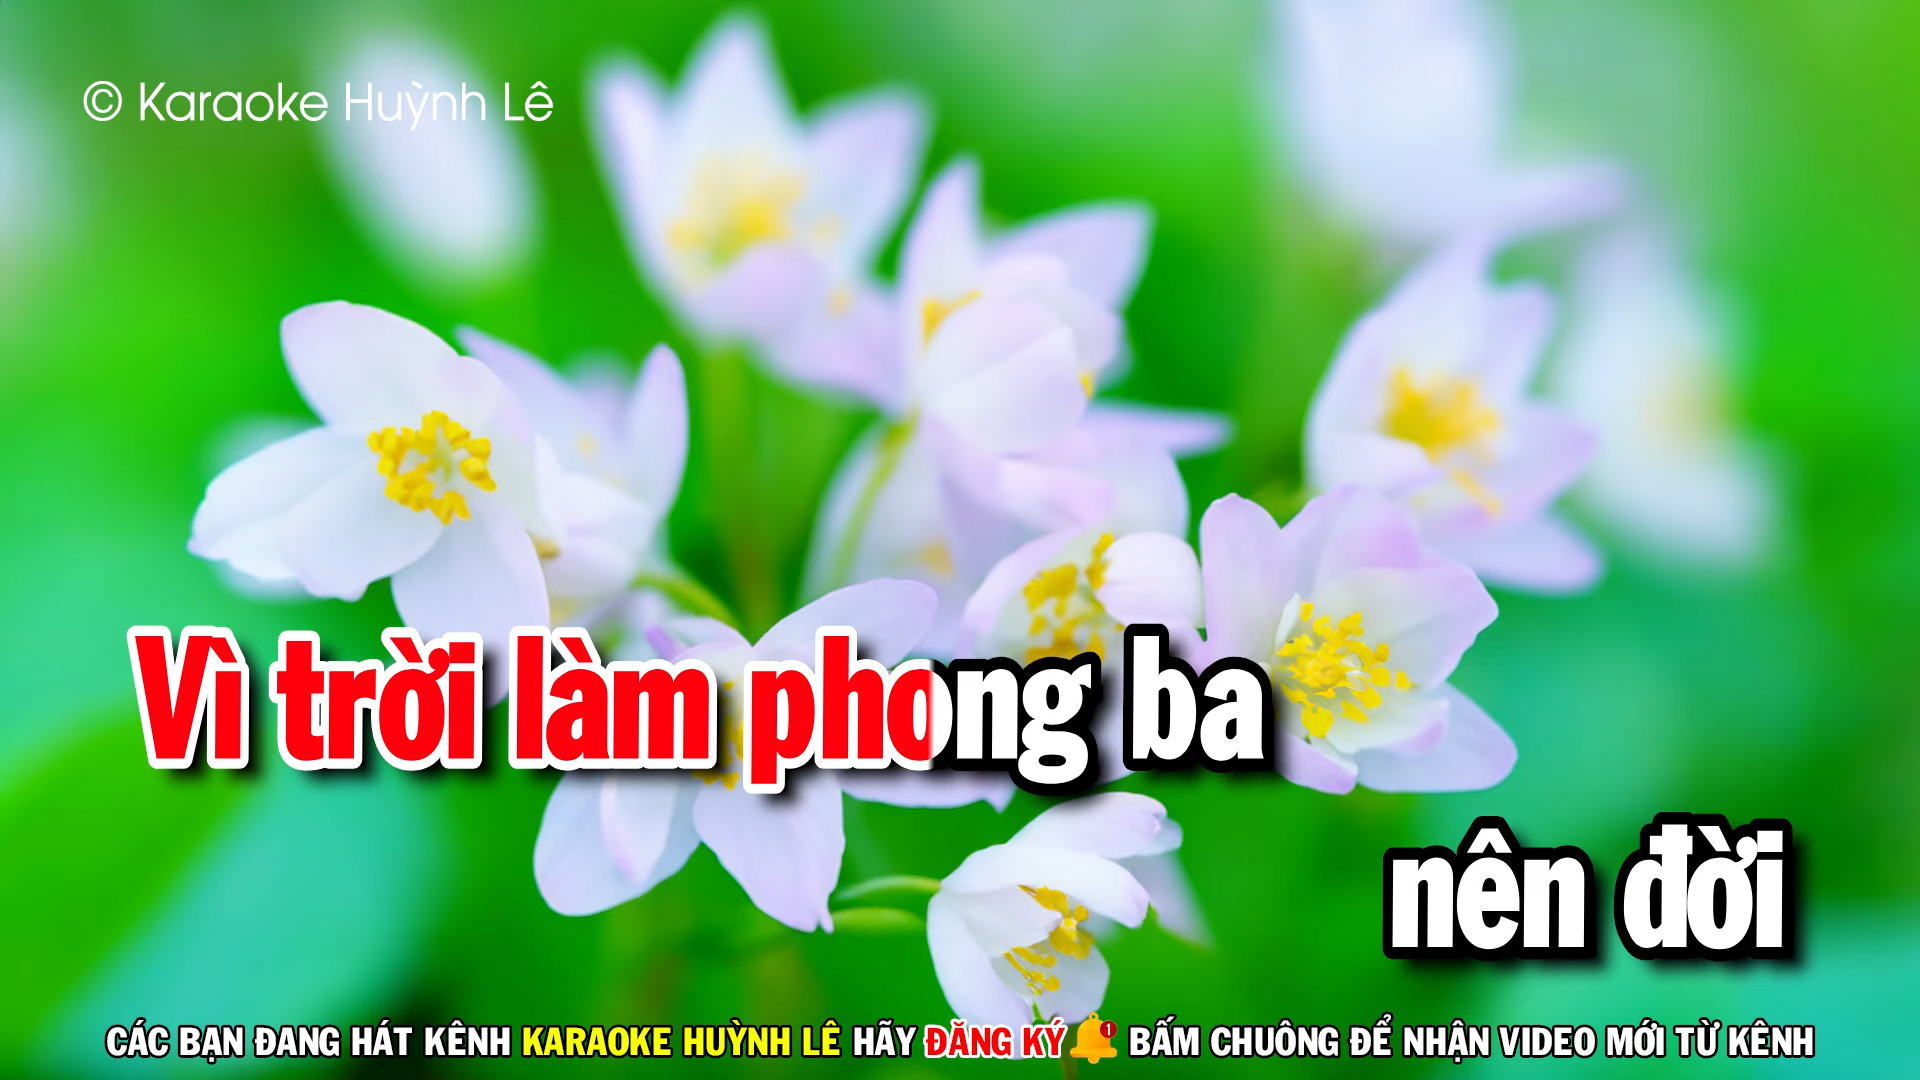 © Karaoke Huỳnh Lê
Vì trời làm phong ba
nên đời
CÁC BẠN ĐANG HÁT KÊNH KARAOKE HUỲNH LÊ HÃY ĐĂNG KÝ 1 BẤM CHUÔNG ĐỂ NHẬN VIDEO MỚI TỪ KÊNH